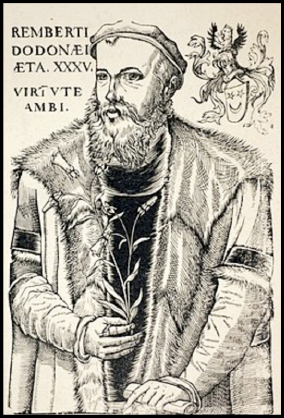 REMBERTI
DODONÆI
ÆTA. XXXV.
VIRTVTE
AMBI.